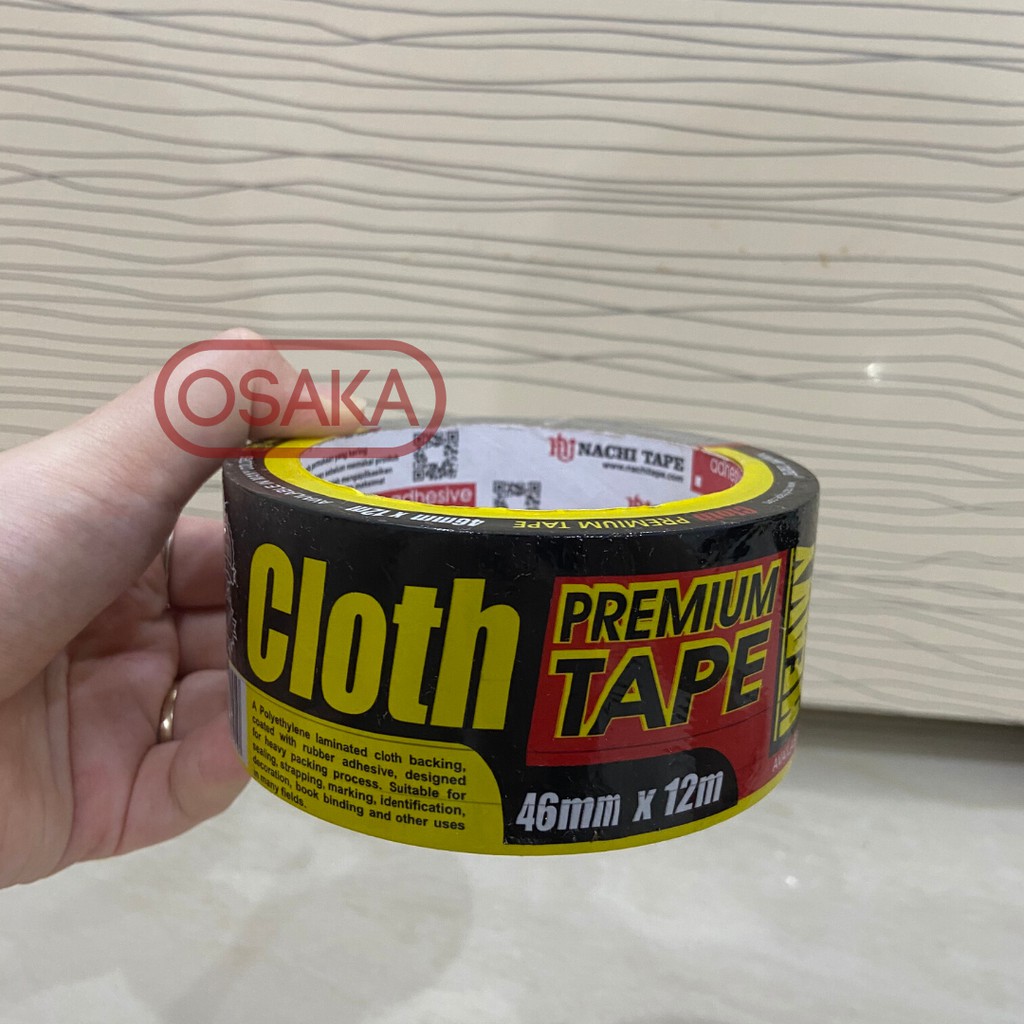 OSAKA
NACHI TAPE
www.nachitape.com
adhesive
46mm x 12m
Cloth PREMIUM TAPE
Cloth
PREMIUM
TAPE
A Polyethylene laminated cloth backing,
coated with rubber adhesive, designed
for heavy packing process. Suitable for
sealing, strapping, marking, identification,
decoration, book binding and other uses
in many fields.
46mm x 12m